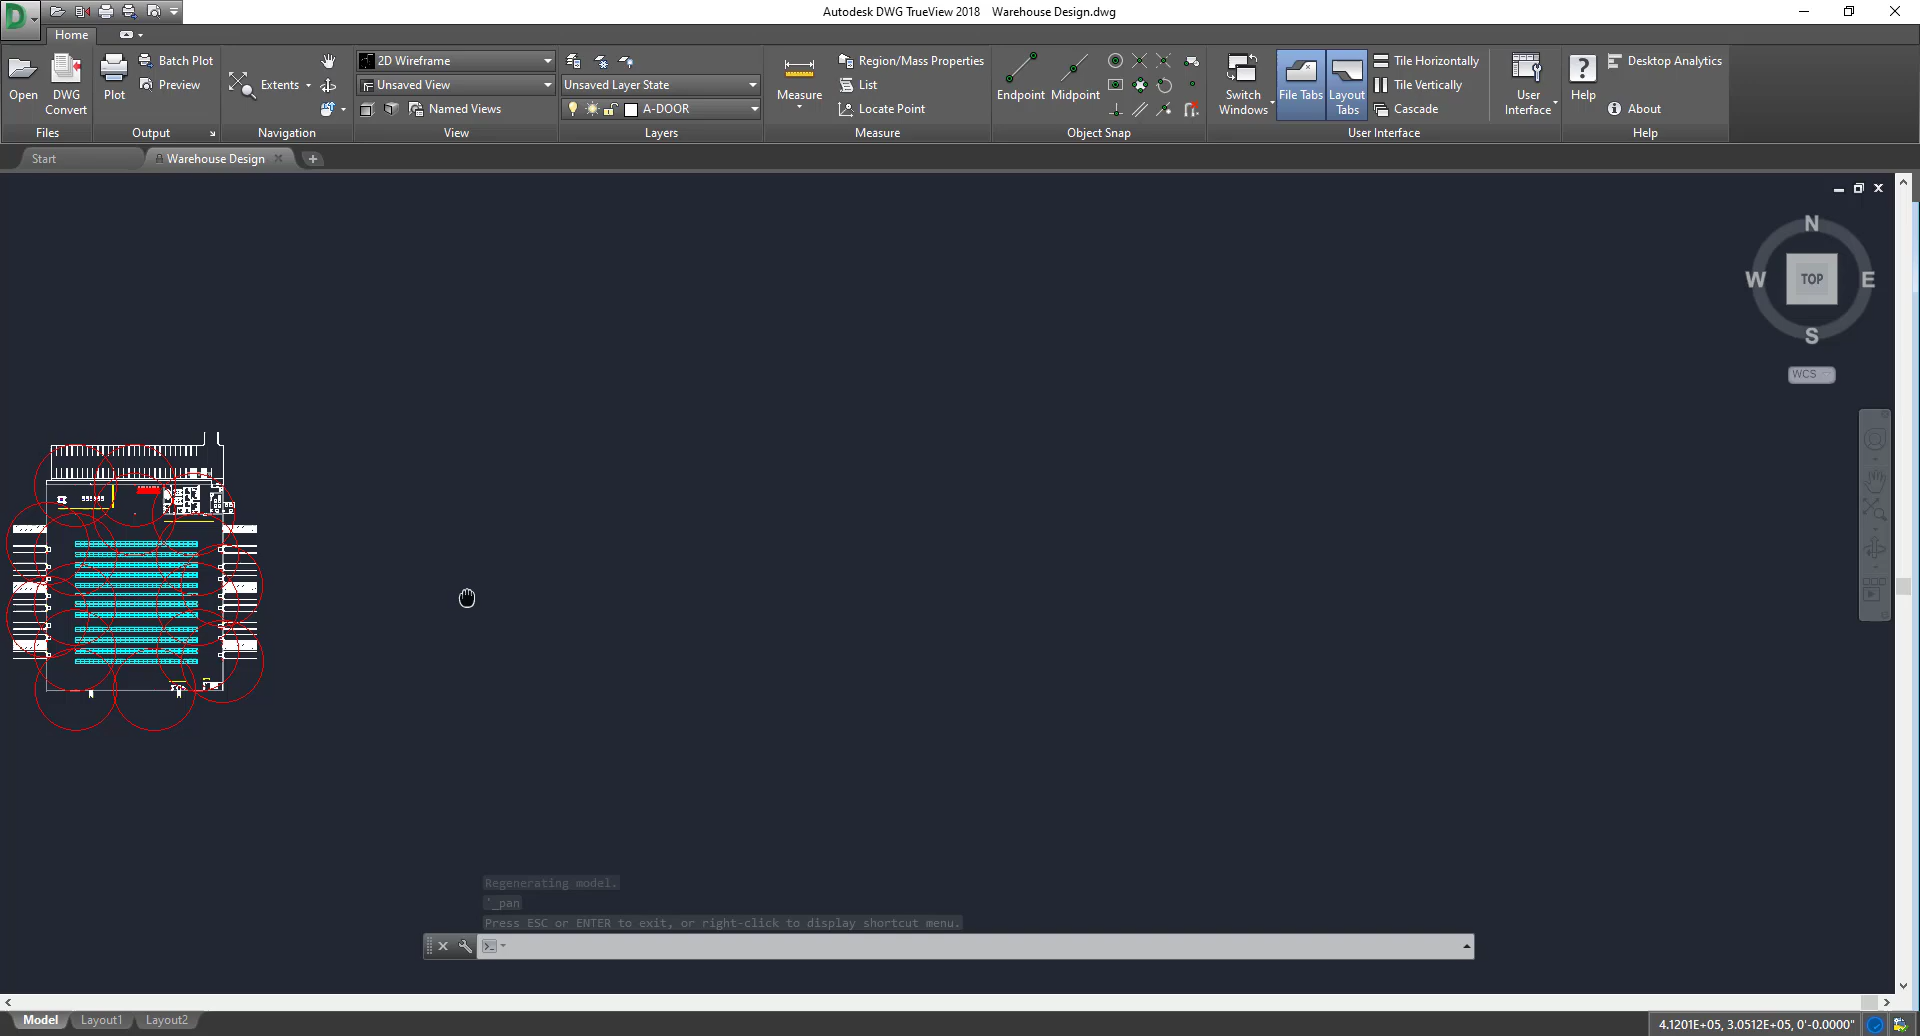 D
Autodesk DWG TrueView 2018 Warehouse Design.dwg
Home
Open
DWG Convert
Files
Plot
Batch Plot
Preview
Output
Extents
Navigation
2D Wireframe
Unsaved View
Named Views
View
Unsaved Layer State
A-DOOR
Layers
Measure
Region/Mass Properties
List
Locate Point
Measure
Endpoint
Midpoint
Object Snap
Switch Windows
File Tabs
Layout Tabs
Tile Horizontally
Tile Vertically
Cascade
User Interface
User Interface
Help
Desktop Analytics
About
Help
Start
Warehouse Design
N
W
TOP
E
S
WCS
Regenerating model.
'_pan
Press ESC or ENTER to exit, or right-click to display shortcut menu.
Model
Layout1
Layout2
4.1201E+05, 3.0512E+05, 0'-0.0000"